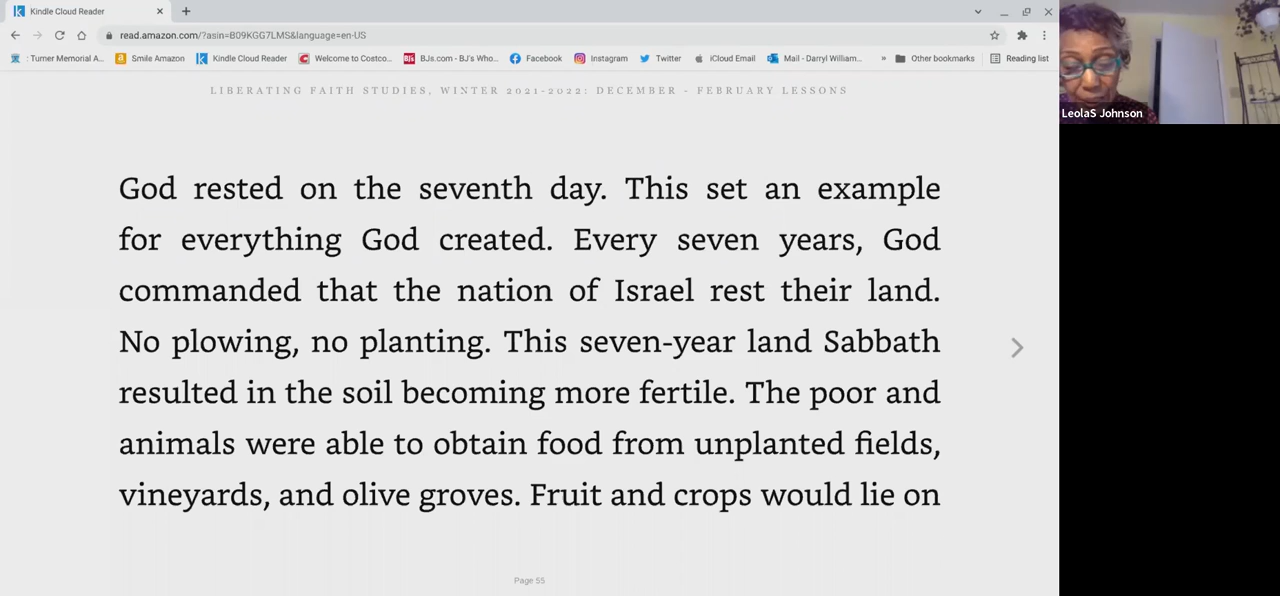 Kindle Cloud Reader
read.amazon.com/?asin=B09KGG7LMS&language=en-US
: Turner Memorial A... Smile Amazon Kindle Cloud Reader Welcome to Costco... BJs.com - BJ's Who... Facebook Instagram Twitter iCloud Email Mail - Darryl William... » Other bookmarks Reading list
LIBERATING FAITH STUDIES, WINTER 2021-2022: DECEMBER - FEBRUARY LESSONS
LeolaS Johnson
God rested on the seventh day. This set an example
for everything God created. Every seven years, God
commanded that the nation of Israel rest their land.
No plowing, no planting. This seven-year land Sabbath
resulted in the soil becoming more fertile. The poor and
animals were able to obtain food from unplanted fields,
vineyards, and olive groves. Fruit and crops would lie on
Page 55